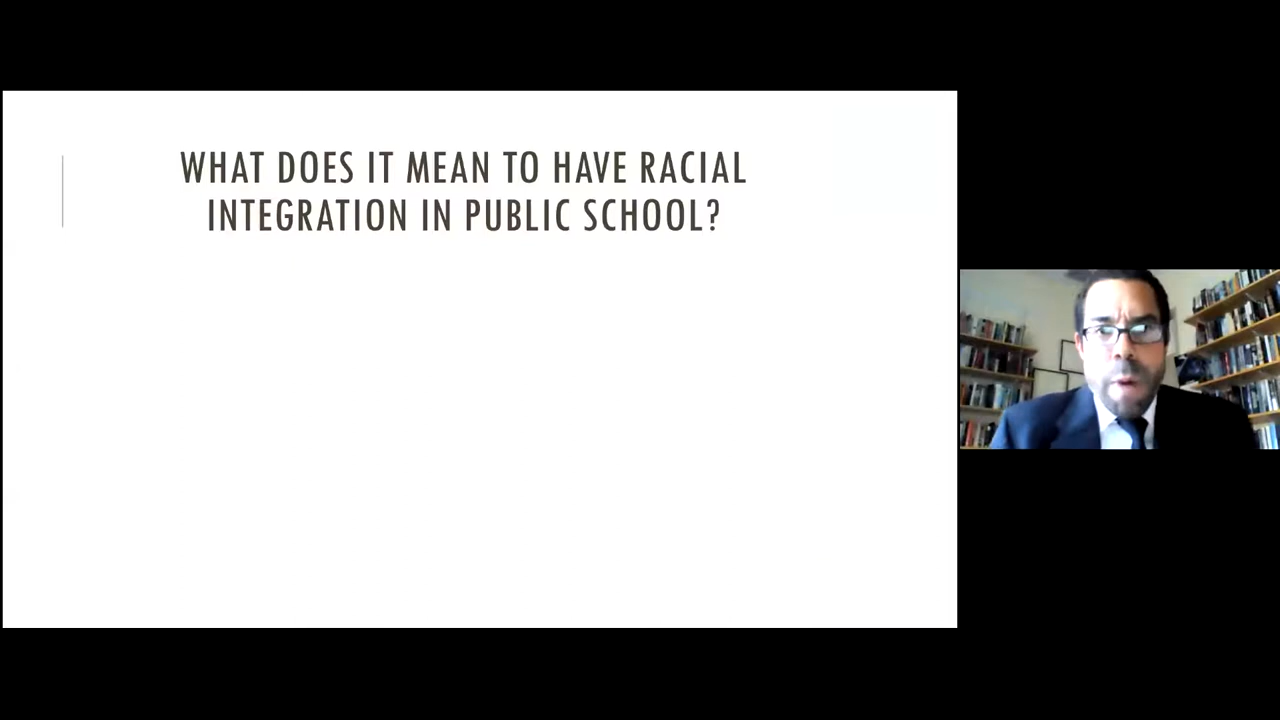 WHAT DOES IT MEAN TO HAVE RACIAL
INTEGRATION IN PUBLIC SCHOOL?